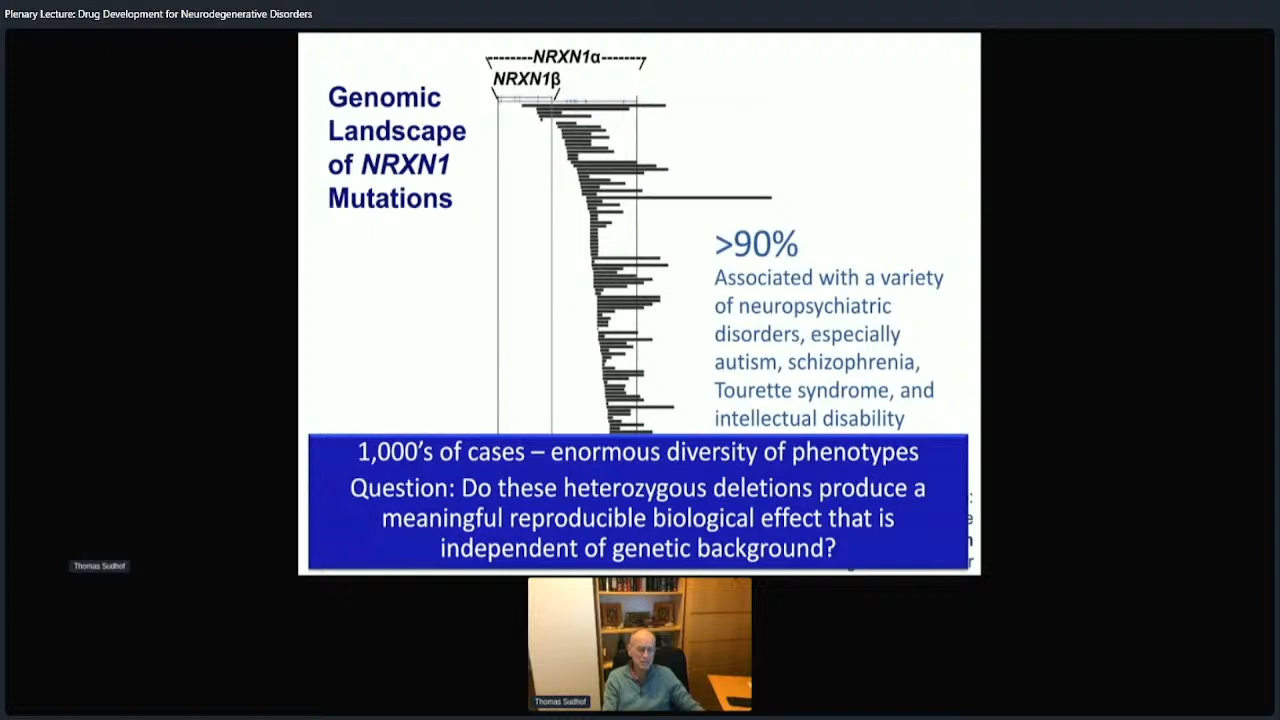 Plenary Lecture: Drug Development for Neurodegenerative Disorders
--------NRXN1α--------
NRXN1β
Genomic
Landscape
of NRXN1
Mutations
>90%
Associated with a variety
of neuropsychiatric
disorders, especially
autism, schizophrenia,
Tourette syndrome, and
intellectual disability
1,000’s of cases – enormous diversity of phenotypes
Question: Do these heterozygous deletions produce a
meaningful reproducible biological effect that is
independent of genetic background?
Thomas Sudhof
Thomas Sudhof